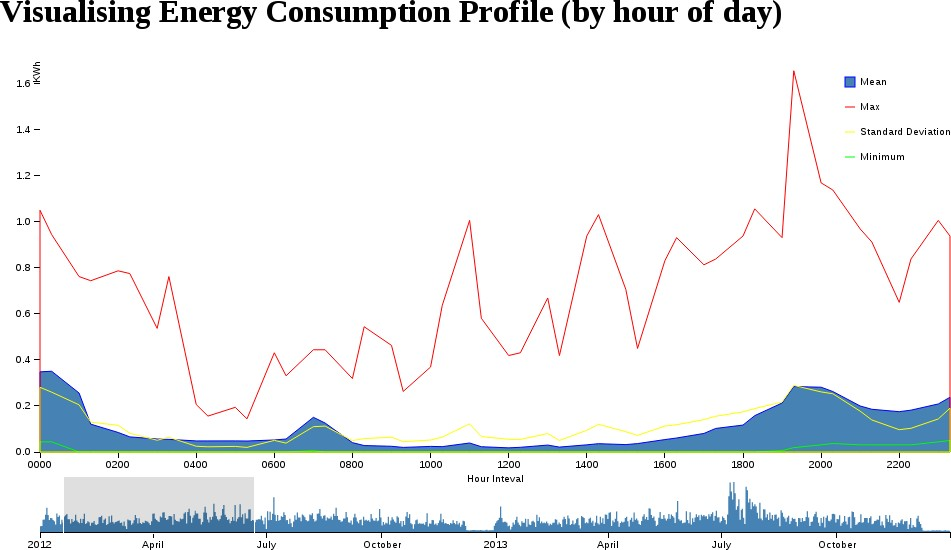 Visualising Energy Consumption Profile (by hour of day)
KWh
1.6
1.4
1.2
1.0
0.8
0.6
0.4
0.2
0.0
Mean
Max
Standard Deviation
Minimum
0000 0200 0400 0600 0800 1000 1200 1400 1600 1800 2000 2200
Hour Inteval
2012 April July October 2013 April July October